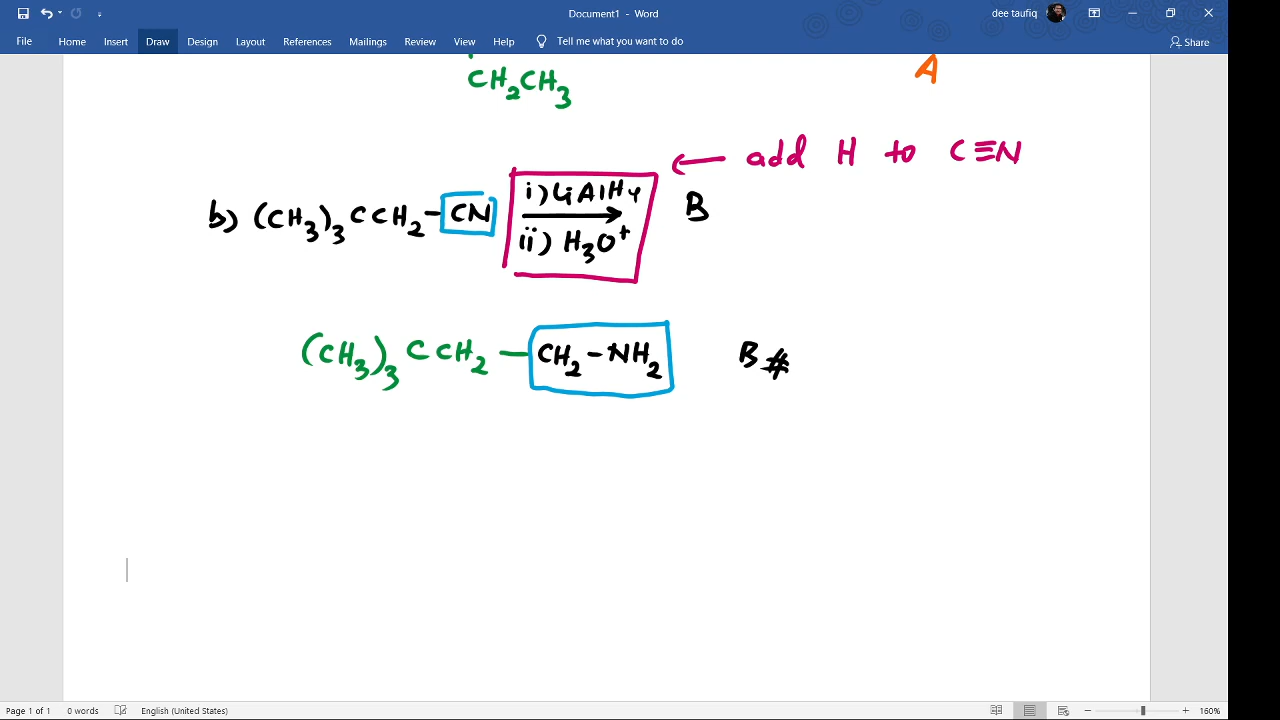 Document1 - Word
dee taufiq
File Home Insert Draw Design Layout References Mailings Review View Help Tell me what you want to do Share
CH₂CH₃
A
add H to C≡N
b) (CH₃)₃CCH₂-CN i) LiAlH₄ B
ii) H₃O⁺
(CH₃)₃CCH₂ - CH₂-NH₂ B #
Page 1 of 1 0 words English (United States) 160%